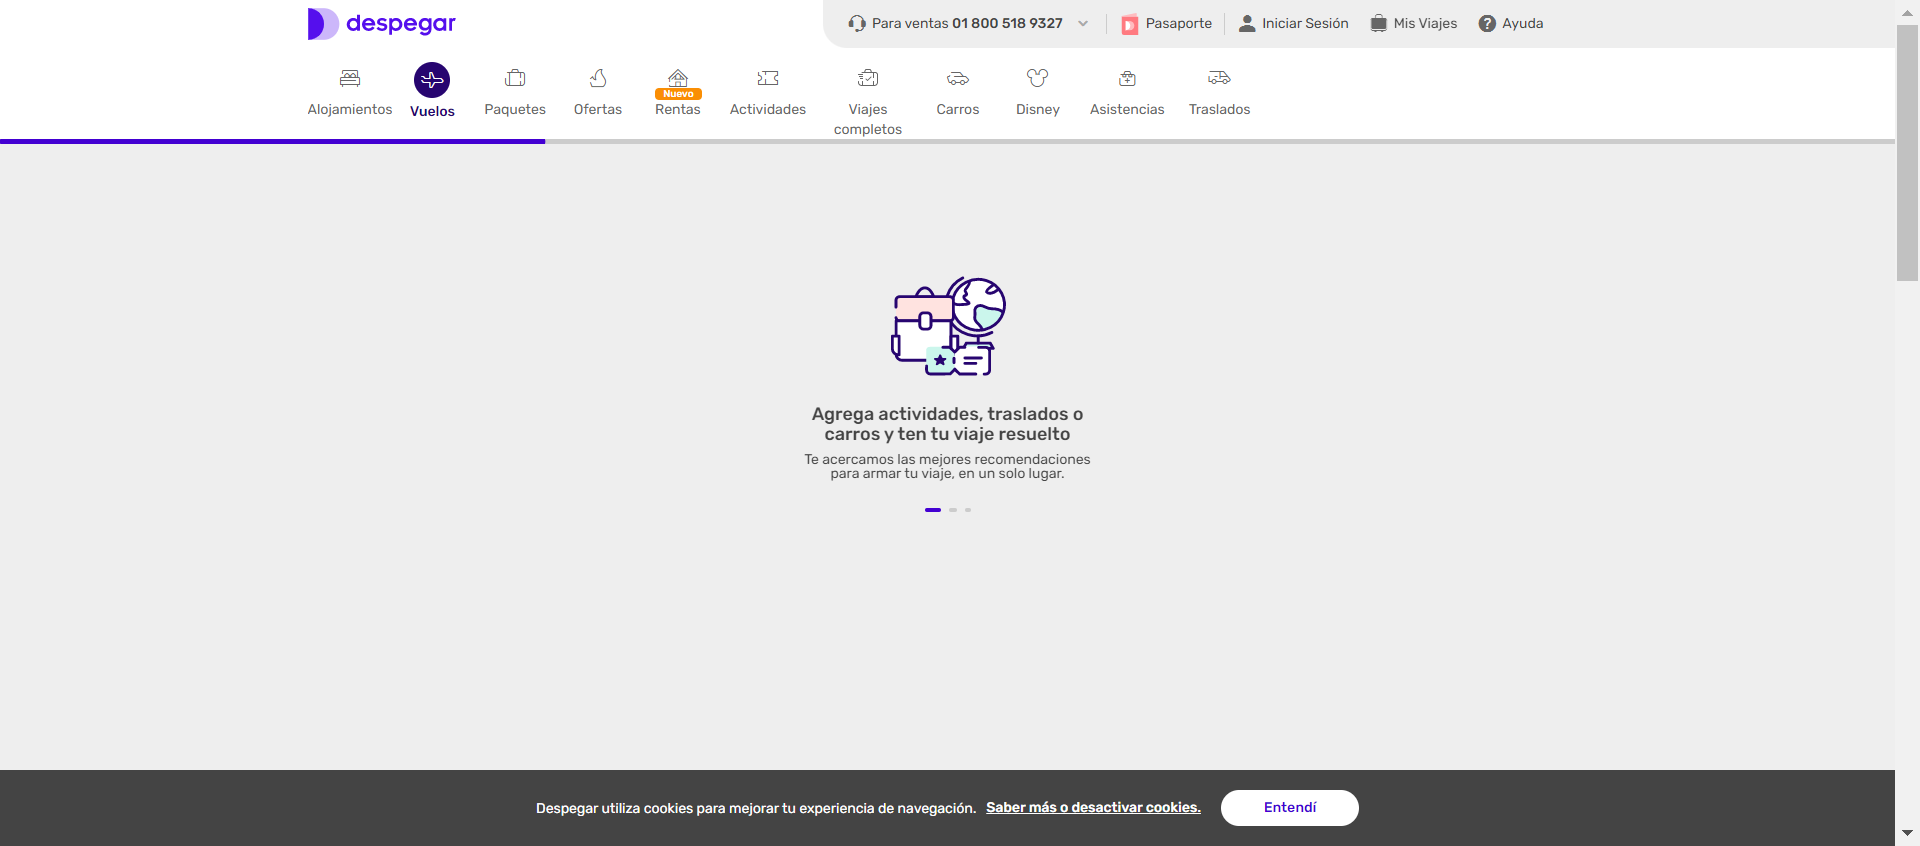 despegar
Para ventas 01 800 518 9327
Pasaporte
Iniciar Sesión
Mis Viajes
Ayuda
Alojamientos
Vuelos
Paquetes
Ofertas
Nuevo
Rentas
Actividades
Viajes
completos
Carros
Disney
Asistencias
Traslados
Agrega actividades, traslados o
carros y ten tu viaje resuelto
Te acercamos las mejores recomendaciones
para armar tu viaje, en un solo lugar.
Despegar utiliza cookies para mejorar tu experiencia de navegación. Saber más o desactivar cookies.
Entendí